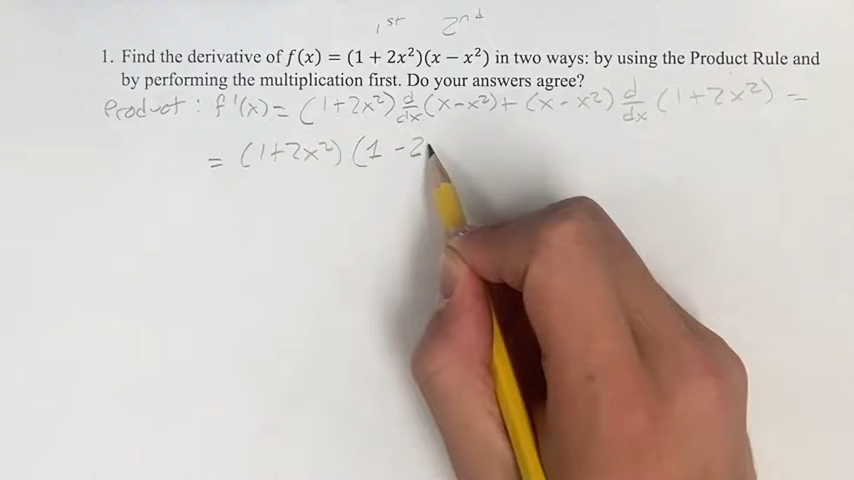 1st 2nd
1. Find the derivative of f(x) = (1 + 2x²)(x − x²) in two ways: by using the Product Rule and
by performing the multiplication first. Do your answers agree?
Product : f'(x) = (1+2x²) d/dx (x-x²) + (x-x²) d/dx (1+2x²) =
= (1+2x²) (1 - 2